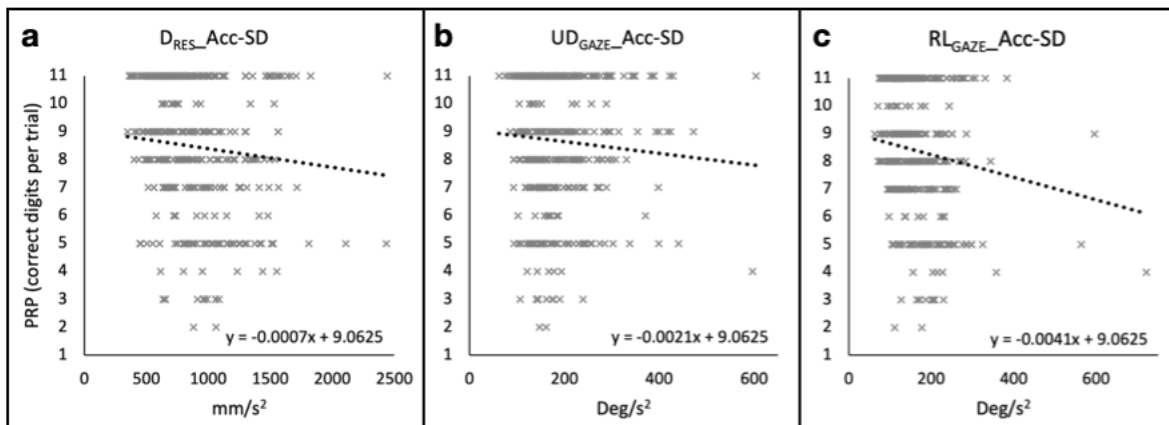 a D_RES_Acc-SD
PRP (correct digits per trial)
11
10
9
8
7
6
5
4
3
2
1
y = -0.0007x + 9.0625
0 500 1000 1500 2000 2500
mm/s²
b UD_GAZE_Acc-SD
11
10
9
8
7
6
5
4
3
2
1
y = -0.0021x + 9.0625
0 200 400 600
Deg/s²
c RL_GAZE_Acc-SD
11
10
9
8
7
6
5
4
3
2
1
y = -0.0041x + 9.0625
0 200 400 600
Deg/s²